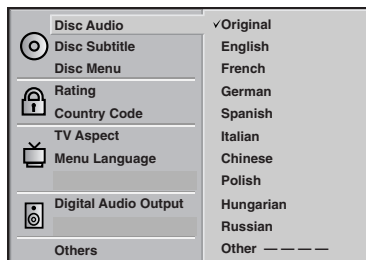 Disc Audio
Disc Subtitle
Disc Menu
Rating
Country Code
TV Aspect
Menu Language
Digital Audio Output
Others
✓Original
English
French
German
Spanish
Italian
Chinese
Polish
Hungarian
Russian
Other — — — —